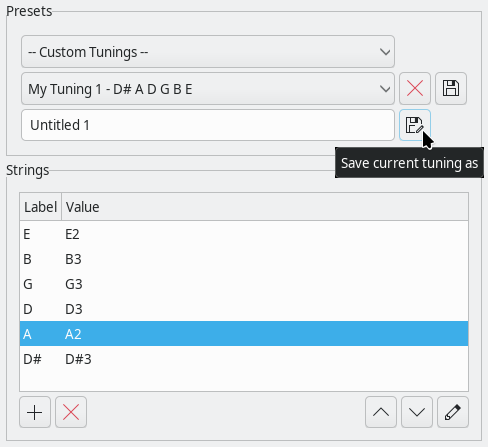 Presets
-- Custom Tunings --
My Tuning 1 - D# A D G B E
Untitled 1
Save current tuning as
Strings
Label Value
E E2
B B3
G G3
D D3
A A2
D# D#3